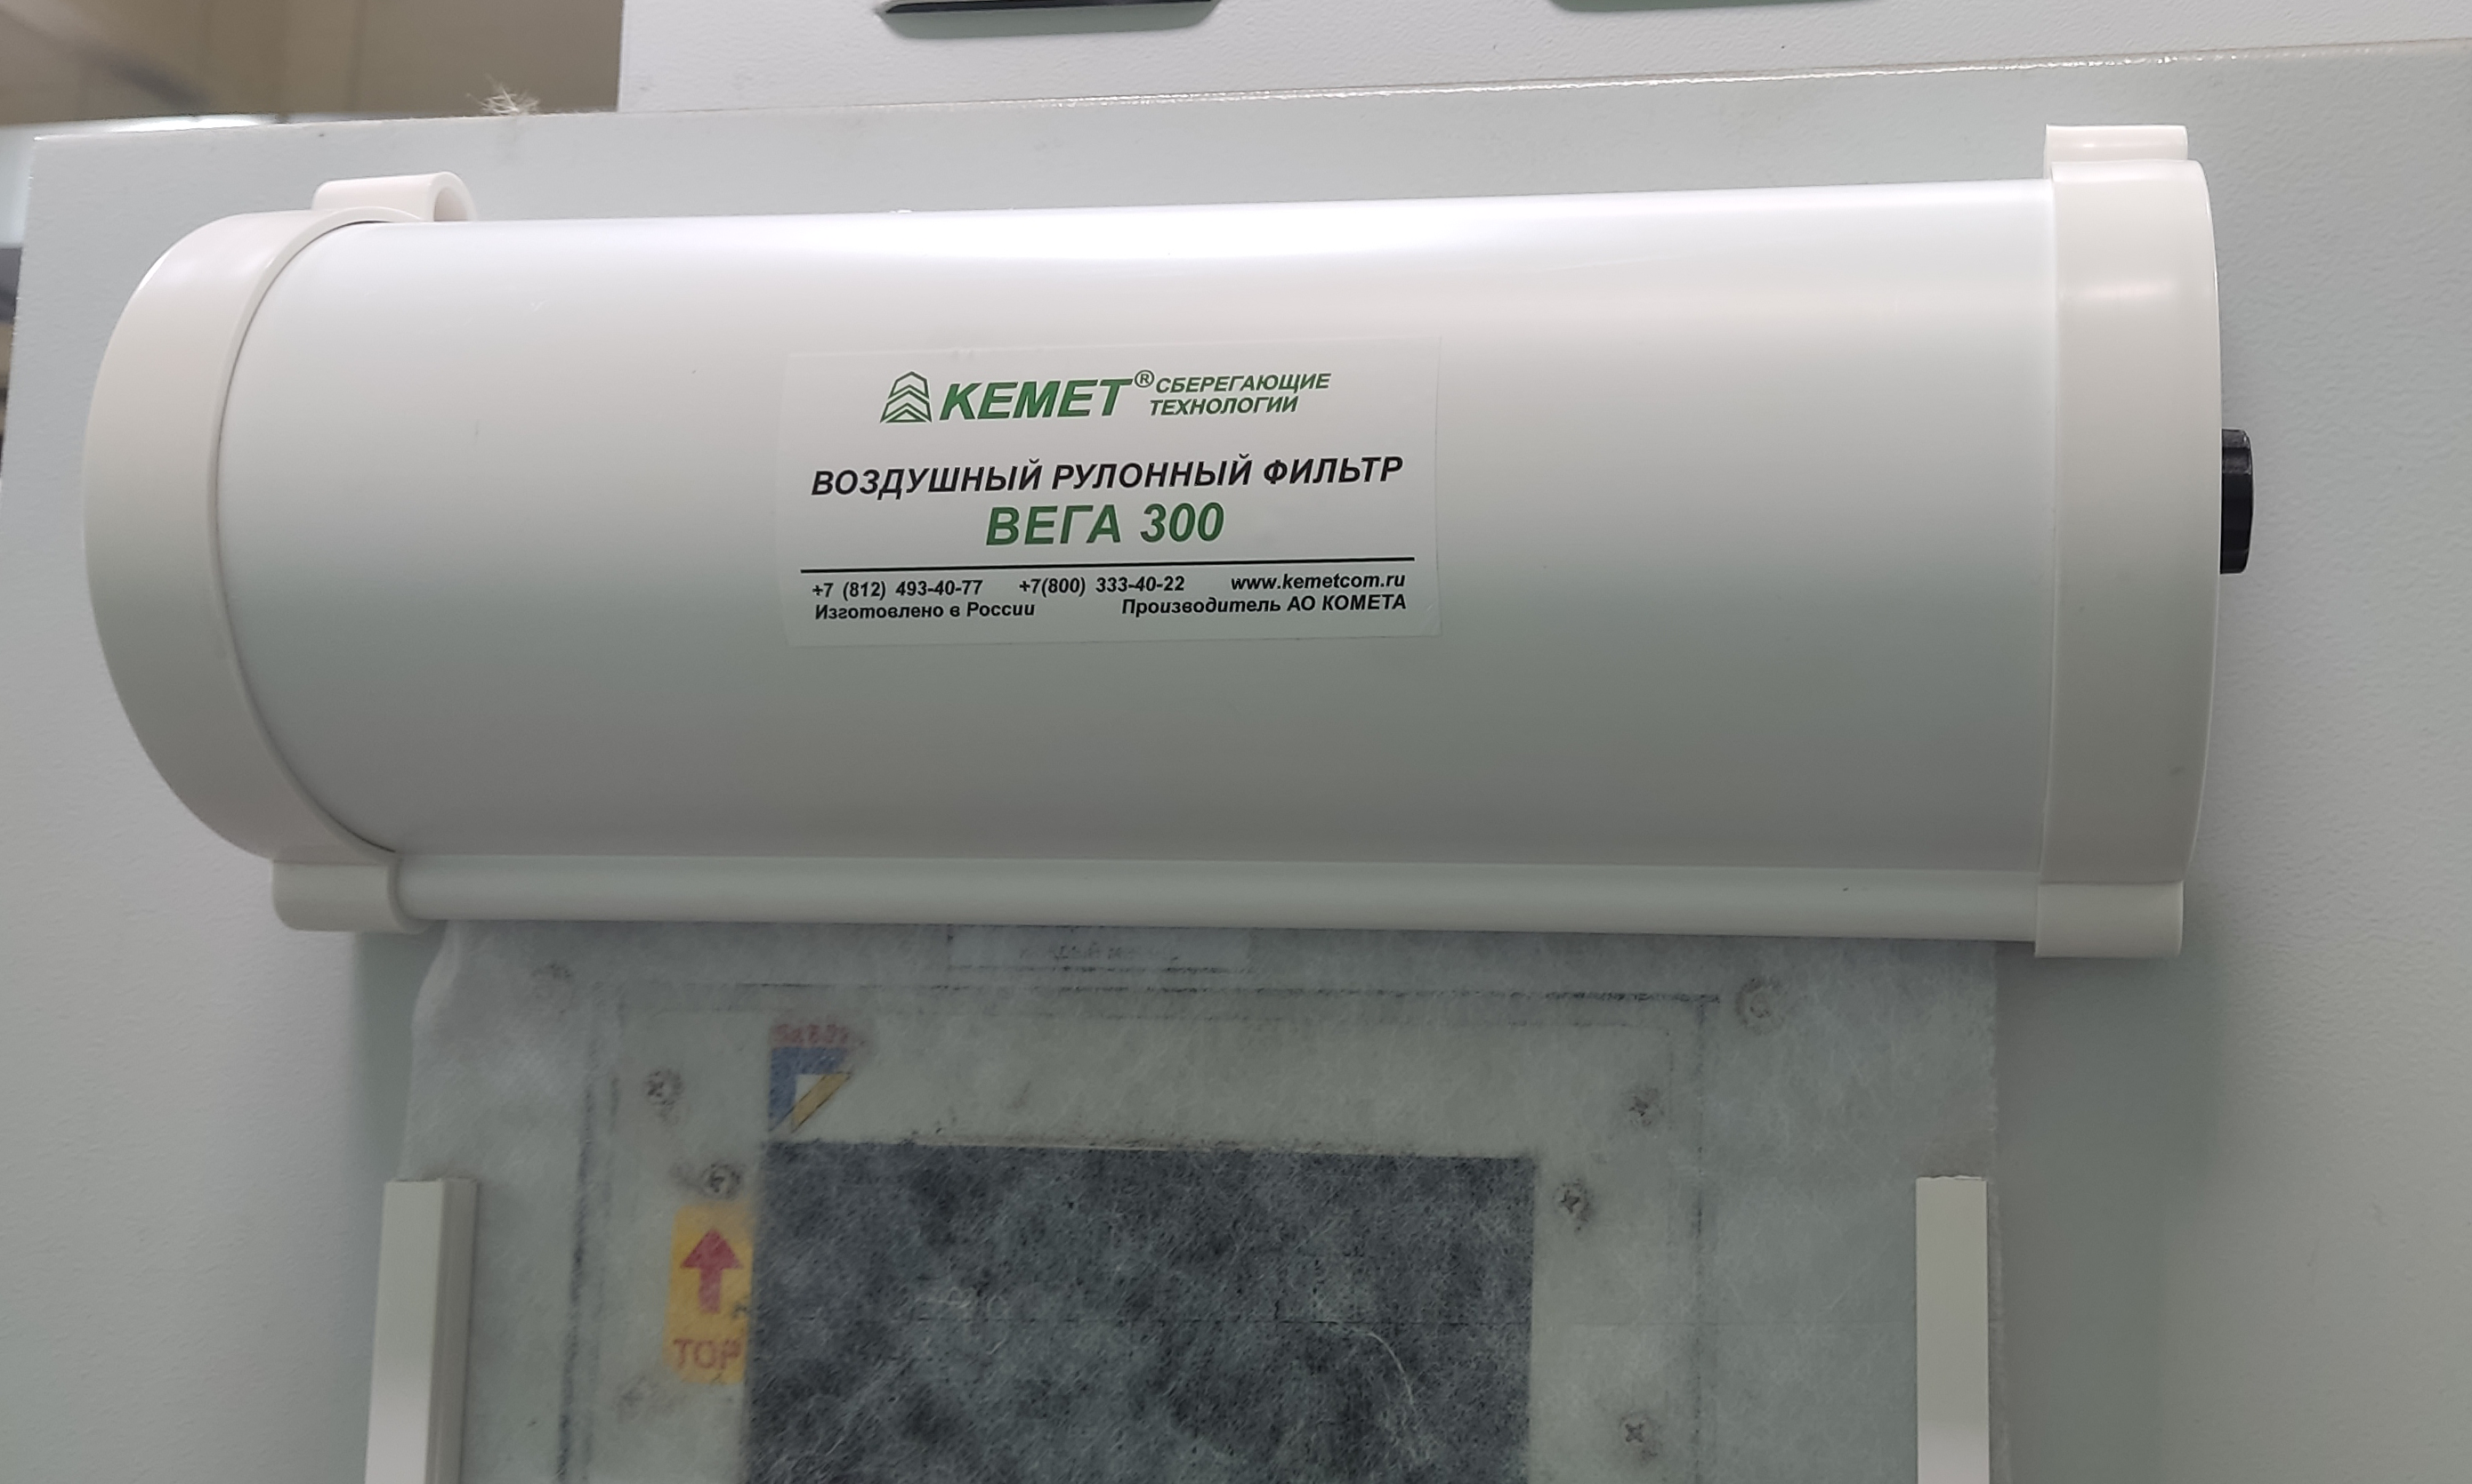 KEMET® СБЕРЕГАЮЩИЕ
ТЕХНОЛОГИИ
ВОЗДУШНЫЙ РУЛОННЫЙ ФИЛЬТР
ВЕГА 300
+7 (812) 493-40-77 +7(800) 333-40-22 www.kemetcom.ru
Изготовлено в России Производитель АО КОМЕТА
TOP